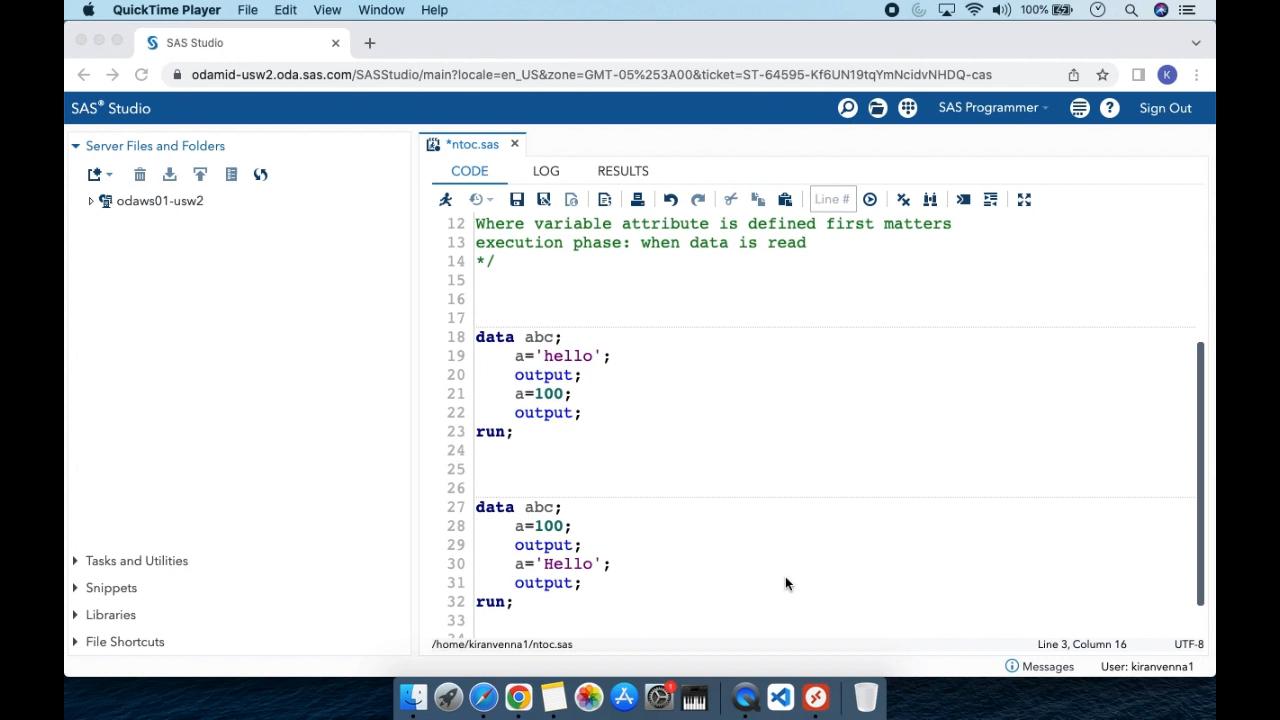 QuickTime Player File Edit View Window Help 100%
SAS Studio
odamid-usw2.oda.sas.com/SASStudio/main?locale=en_US&zone=GMT-05%253A00&ticket=ST-64595-Kf6UN19tqYmNcidvNHDQ-cas K
SAS® Studio SAS Programmer Sign Out
Server Files and Folders
*ntoc.sas
CODE LOG RESULTS
Line #
odaws01-usw2
12 Where variable attribute is defined first matters
13 execution phase: when data is read
14 */
15
16
17
18 data abc;
19 a='hello';
20 output;
21 a=100;
22 output;
23 run;
24
25
26
27 data abc;
28 a=100;
29 output;
30 a='Hello';
31 output;
32 run;
33
34
Tasks and Utilities
Snippets
Libraries
File Shortcuts
/home/kiranvenna1/ntoc.sas Line 3, Column 16 UTF-8
Messages User: kiranvenna1
1